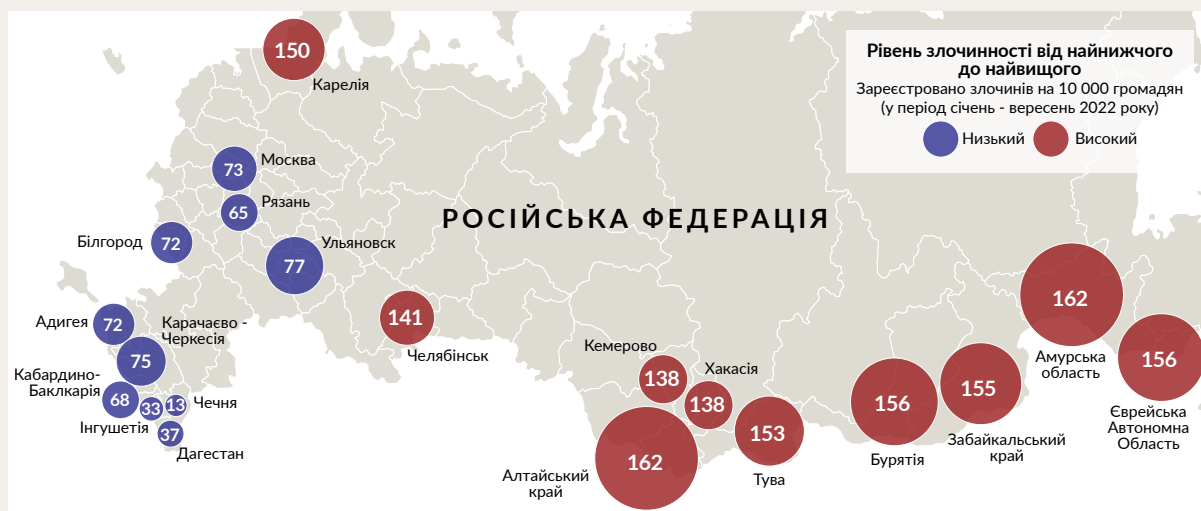 150
Карелія
Рівень злочинності від найнижчого
до найвищого
Зареєстровано злочинів на 10 000 громадян
(у період січень - вересень 2022 року)
Низький
Високий
73
Москва
65
Рязань
РОСІЙСЬКА ФЕДЕРАЦІЯ
Білгород
72
Ульяновск
77
Адигея
72
Карачаєво -
Черкесія
75
141
Челябінськ
162
Амурська
область
156
Єврейська
Автономна
Область
Кабардино-
Баклкарія
68
33
13
Чечня
Інгушетія
37
Дагестан
Кемерово
138
Хакасія
138
162
Алтайський
край
153
Тува
156
Бурятія
155
Забайкальський
край